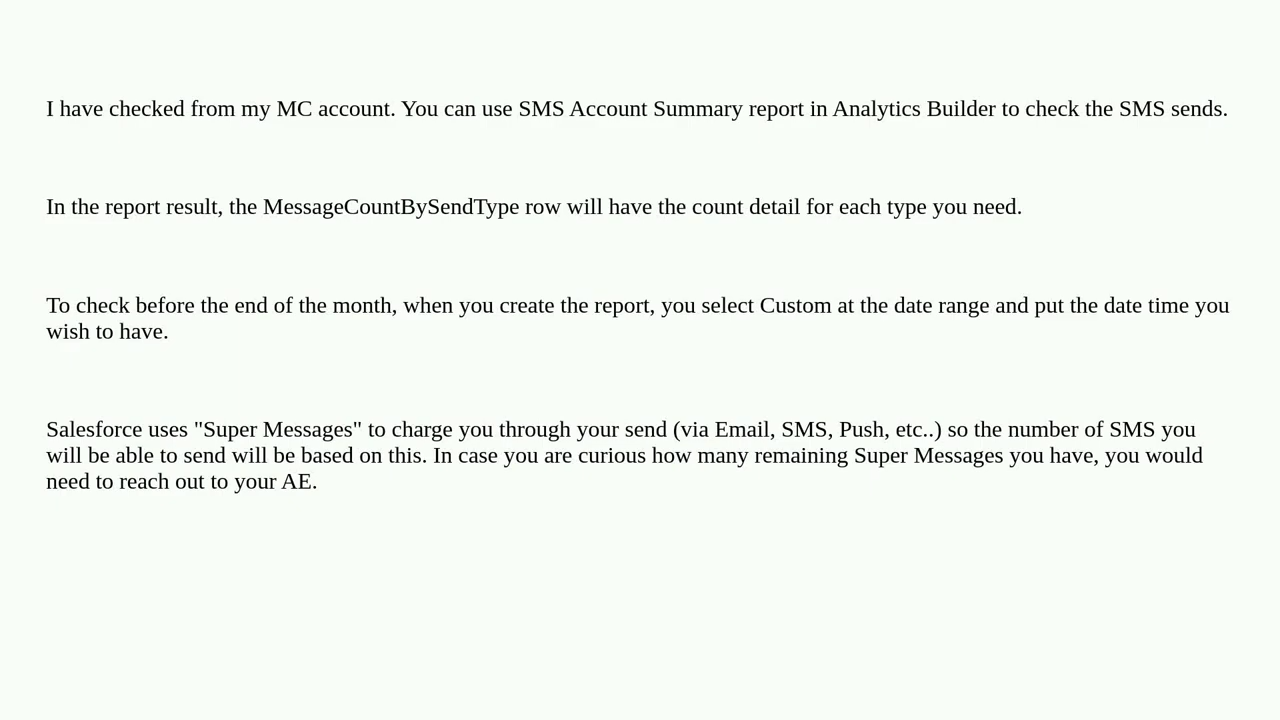 I have checked from my MC account. You can use SMS Account Summary report in Analytics Builder to check the SMS sends.
In the report result, the MessageCountBySendType row will have the count detail for each type you need.
To check before the end of the month, when you create the report, you select Custom at the date range and put the date time you
wish to have.
Salesforce uses "Super Messages" to charge you through your send (via Email, SMS, Push, etc..) so the number of SMS you
will be able to send will be based on this. In case you are curious how many remaining Super Messages you have, you would
need to reach out to your AE.